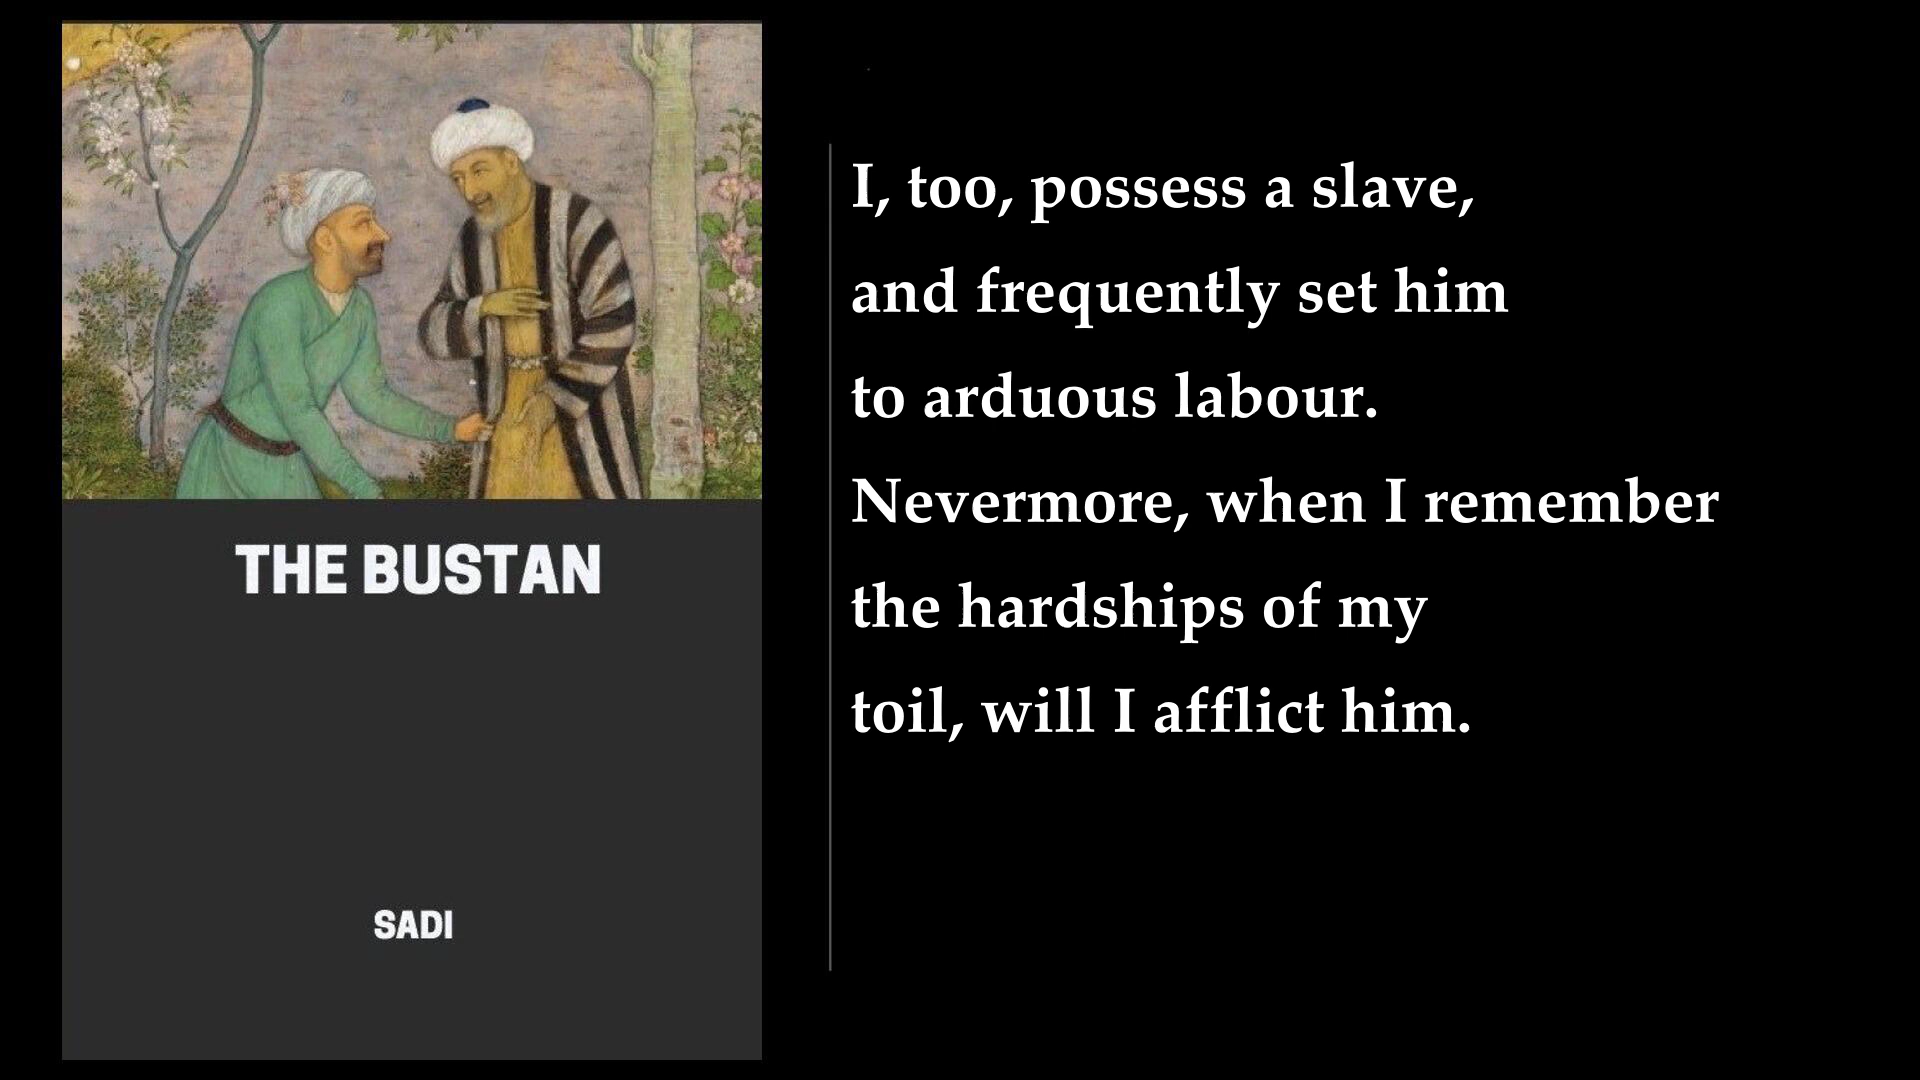 THE BUSTAN
SADI
I, too, possess a slave,
and frequently set him
to arduous labour.
Nevermore, when I remember
the hardships of my
toil, will I afflict him.